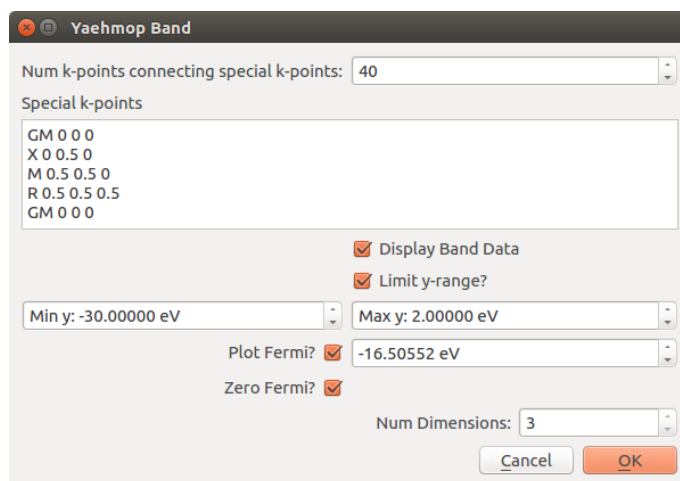 Yaehmop Band
Num k-points connecting special k-points: 40
Special k-points
GM 0 0 0
X 0 0.5 0
M 0.5 0.5 0
R 0.5 0.5 0.5
GM 0 0 0
Display Band Data
Limit y-range?
Min y: -30.00000 eV Max y: 2.00000 eV
Plot Fermi? -16.50552 eV
Zero Fermi?
Num Dimensions: 3
Cancel OK